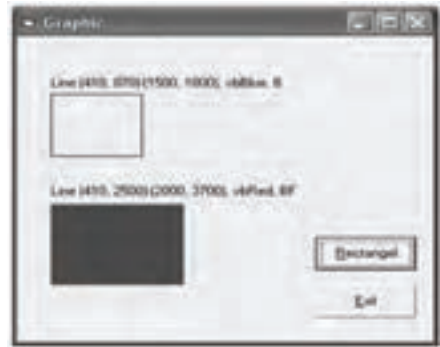 Graphic
Line (410, 870)-(1500, 1800), vbBlue, B
Line (410, 2500)-(2000, 3700), vbRed, BF
Rectangel
Exit